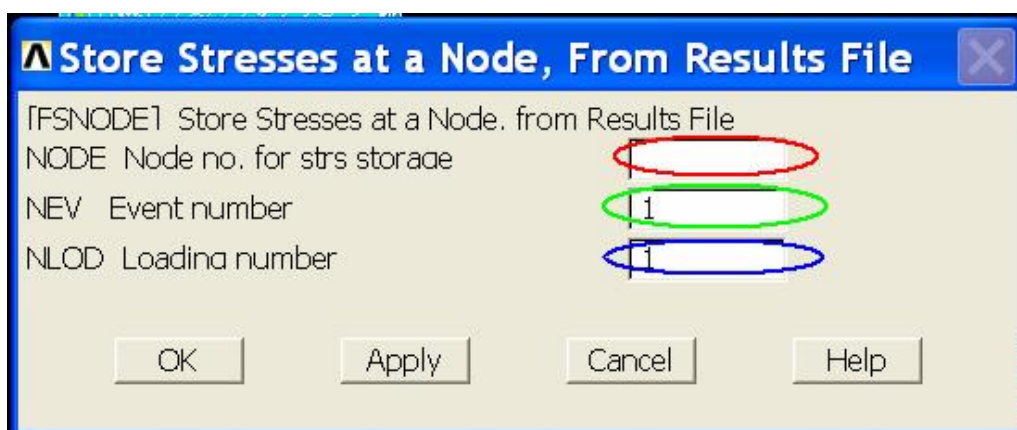 Store Stresses at a Node, From Results File
[FSNODE] Store Stresses at a Node. from Results File
NODE Node no. for strs storage
NEV Event number 1
NLOD Loading number 1
OK Apply Cancel Help